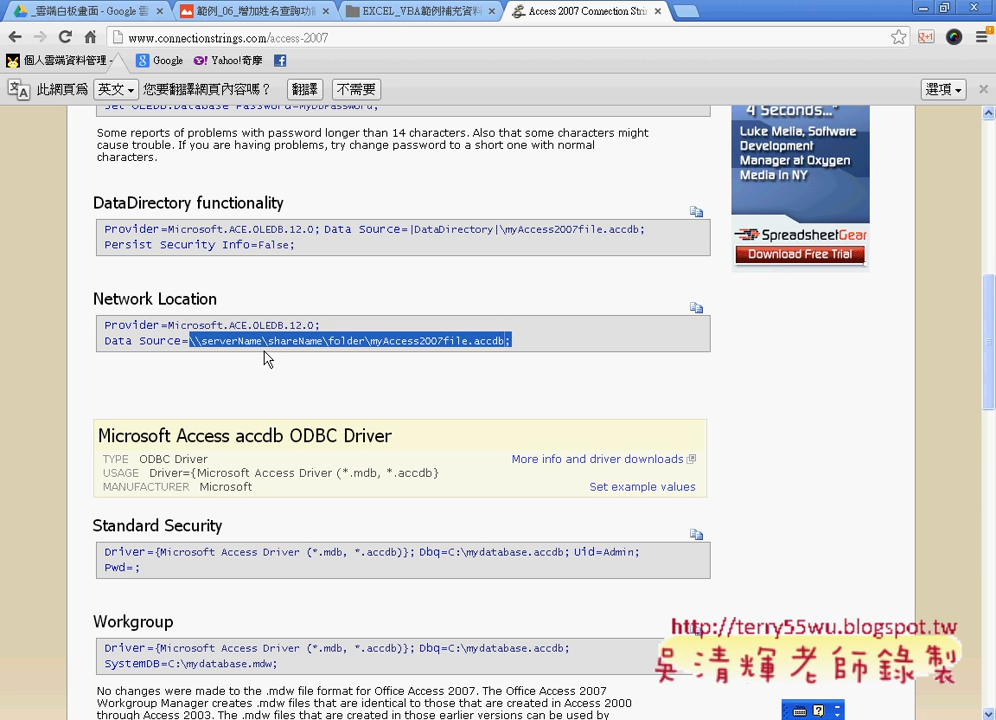 _雲端白板畫面 - Google 雲
範例_06_增加姓名查詢功
EXCEL_VBA範例補充資料
Access 2007 Connection Stri
www.connectionstrings.com/access-2007
個人雲端資料管理 -
Google
Yahoo!奇摩
此網頁為
英文
您要翻譯網頁內容嗎？
翻譯
不需要
選項
Jet OLEDB:Database Password=MyDbPassword;
Some reports of problems with password longer than 14 characters. Also that some characters might
cause trouble. If you are having problems, try change password to a short one with normal
characters.
4 Seconds..."
Luke Melia, Software
Development
Manager at Oxygen
Media in NY
SpreadsheetGear
Download Free Trial
DataDirectory functionality
Provider=Microsoft.ACE.OLEDB.12.0; Data Source=|DataDirectory|\myAccess2007file.accdb;
Persist Security Info=False;
Network Location
Provider=Microsoft.ACE.OLEDB.12.0;
Data Source=\\serverName\shareName\folder\myAccess2007file.accdb;
Microsoft Access accdb ODBC Driver
TYPE ODBC Driver
More info and driver downloads
USAGE Driver={Microsoft Access Driver (*.mdb, *.accdb)}
MANUFACTURER Microsoft
Set example values
Standard Security
Driver={Microsoft Access Driver (*.mdb, *.accdb)}; Dbq=C:\mydatabase.accdb; Uid=Admin;
Pwd=;
Workgroup
Driver={Microsoft Access Driver (*.mdb, *.accdb)}; Dbq=C:\mydatabase.accdb;
SystemDB=C:\mydatabase.mdw;
No changes were made to the .mdw file format for Office Access 2007. The Office Access 2007
Workgroup Manager creates .mdw files that are identical to those that are created in Access 2000
through Access 2003. The .mdw files that are created in those earlier versions can be used by
http://terry55wu.blogspot.tw
吳清輝老師錄製